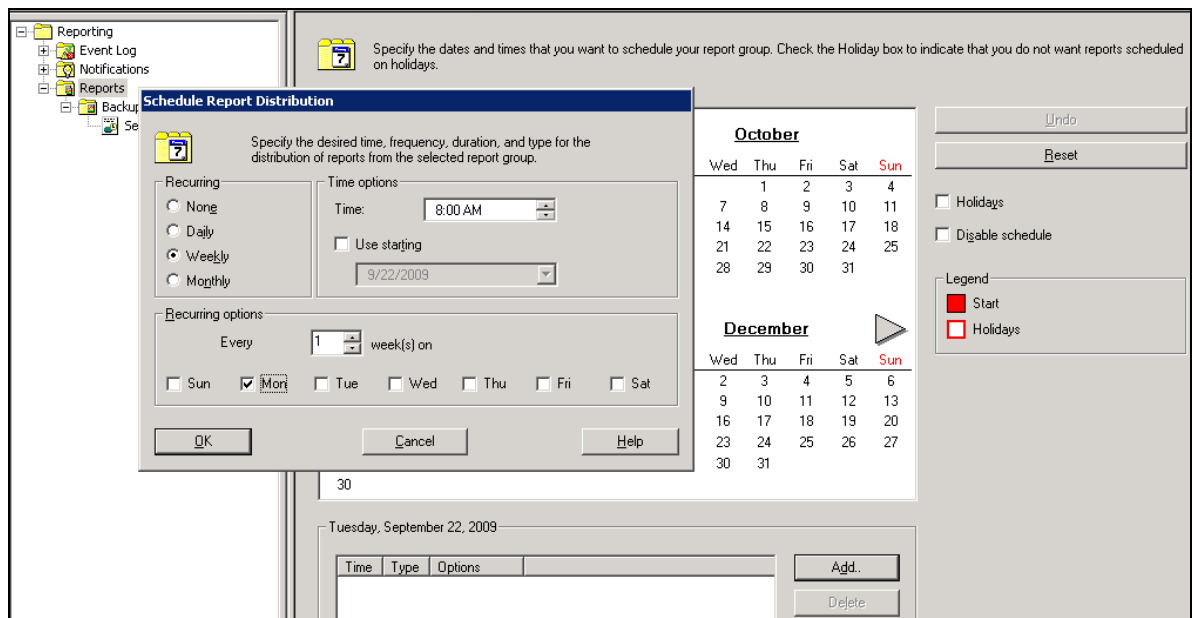 Reporting
Event Log
Notifications
Reports
Specify the dates and times that you want to schedule your report group. Check the Holiday box to indicate that you do not want reports scheduled
on holidays.
Schedule Report Distribution
Specify the desired time, frequency, duration, and type for the
distribution of reports from the selected report group.
Recurring
None
Daily
Weekly
Monthly
Time options
Time: 8:00 AM
Use starting
9/22/2009
Recurring options
Every 1 week(s) on
Sun Mon Tue Wed Thu Fri Sat
OK Cancel Help
October
Wed Thu Fri Sat Sun
1 2 3 4
7 8 9 10 11
14 15 16 17 18
21 22 23 24 25
28 29 30 31
December
Wed Thu Fri Sat Sun
2 3 4 5 6
9 10 11 12 13
16 17 18 19 20
23 24 25 26 27
30 31
30
Undo
Reset
Holidays
Disable schedule
Legend
Start
Holidays
Tuesday, September 22, 2009
Time Type Options
Add..
Delete